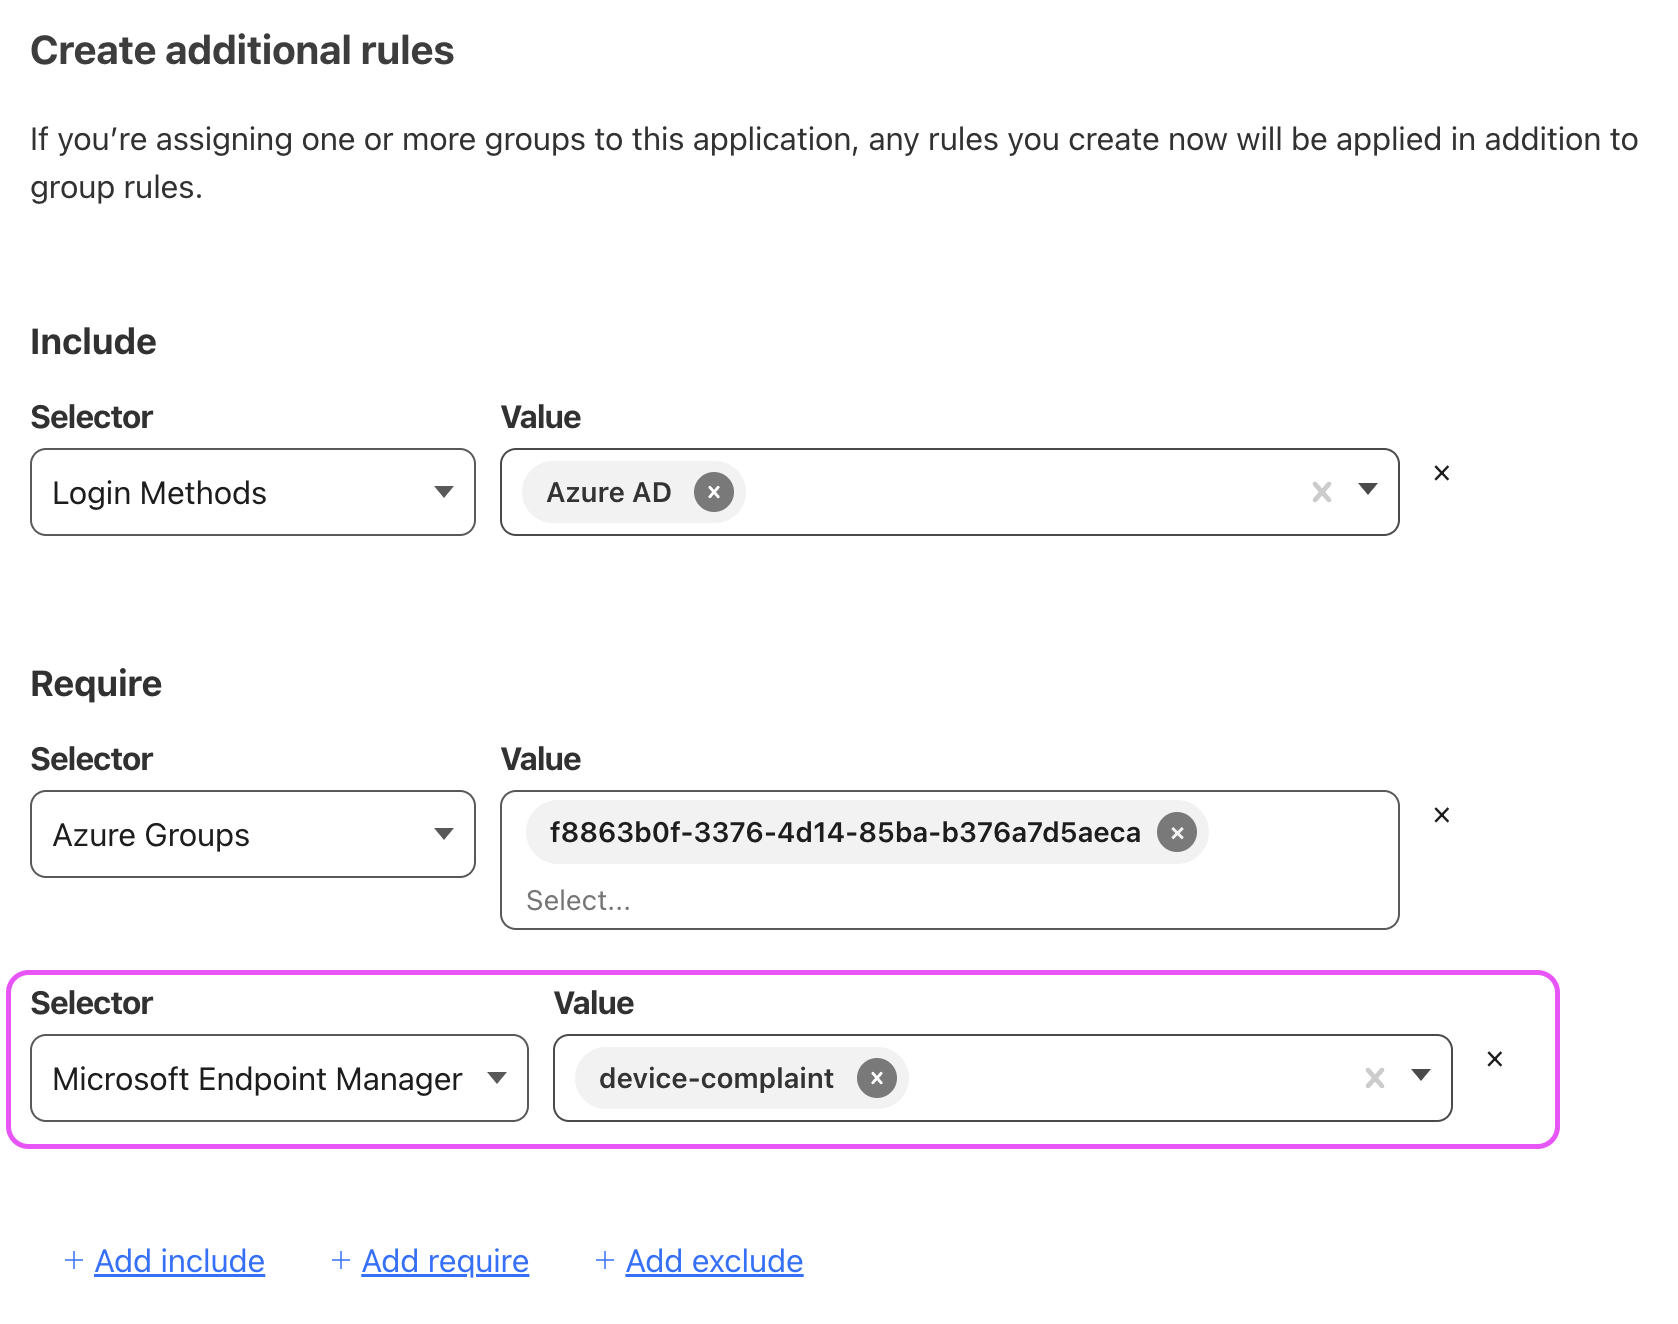 Create additional rules
If you’re assigning one or more groups to this application, any rules you create now will be applied in addition to
group rules.
Include
Selector Value
Login Methods Azure AD
Require
Selector Value
Azure Groups f8863b0f-3376-4d14-85ba-b376a7d5aeca
Select...
Selector Value
Microsoft Endpoint Manager device-complaint
+ Add include + Add require + Add exclude